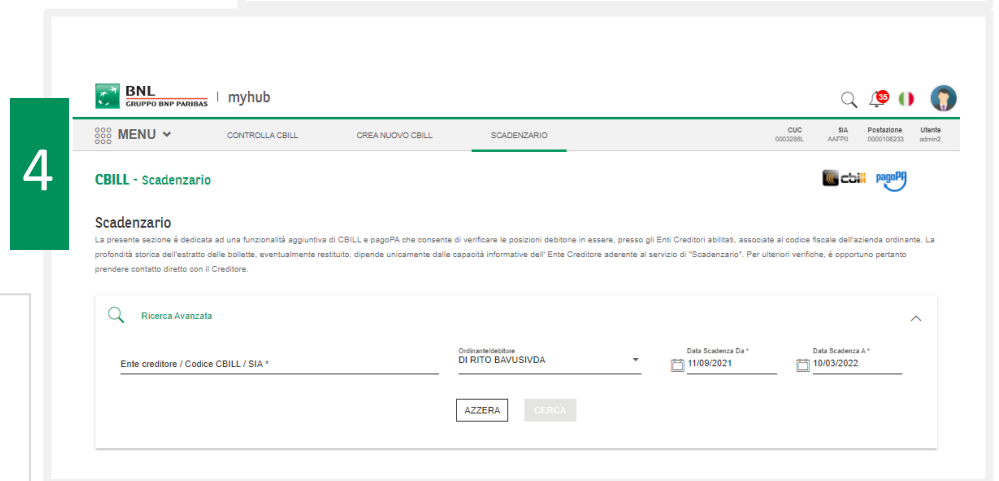 4
BNL
GRUPPO BNP PARIBAS
myhub
35
MENU
CONTROLLA CBILL
CREA NUOVO CBILL
SCADENZARIO
CUC
0003288L
SIA
AAFP0
Postazione
0000106233
Utente
admin2
CBILL - Scadenzario
cbill
pagoPA
Scadenzario
La presente sezione è dedicata ad una funzionalità aggiuntiva di CBILL e pagoPA che consente di verificare le posizioni debitorie in essere, presso gli Enti Creditori abilitati, associate al codice fiscale dell'azienda ordinante. La
profondità storica dell'estratto delle bollette, eventualmente restituito, dipende unicamente dalle capacità informative dell' Ente Creditore aderente al servizio di "Scadenzario". Per ulteriori verifiche, è opportuno pertanto
prendere contatto diretto con il Creditore.
Ricerca Avanzata
Ente creditore / Codice CBILL / SIA *
Ordinante/debitore
DI RITO BAVUSIVDA
Data Scadenza Da *
11/09/2021
Data Scadenza A *
10/03/2022
AZZERA
CERCA